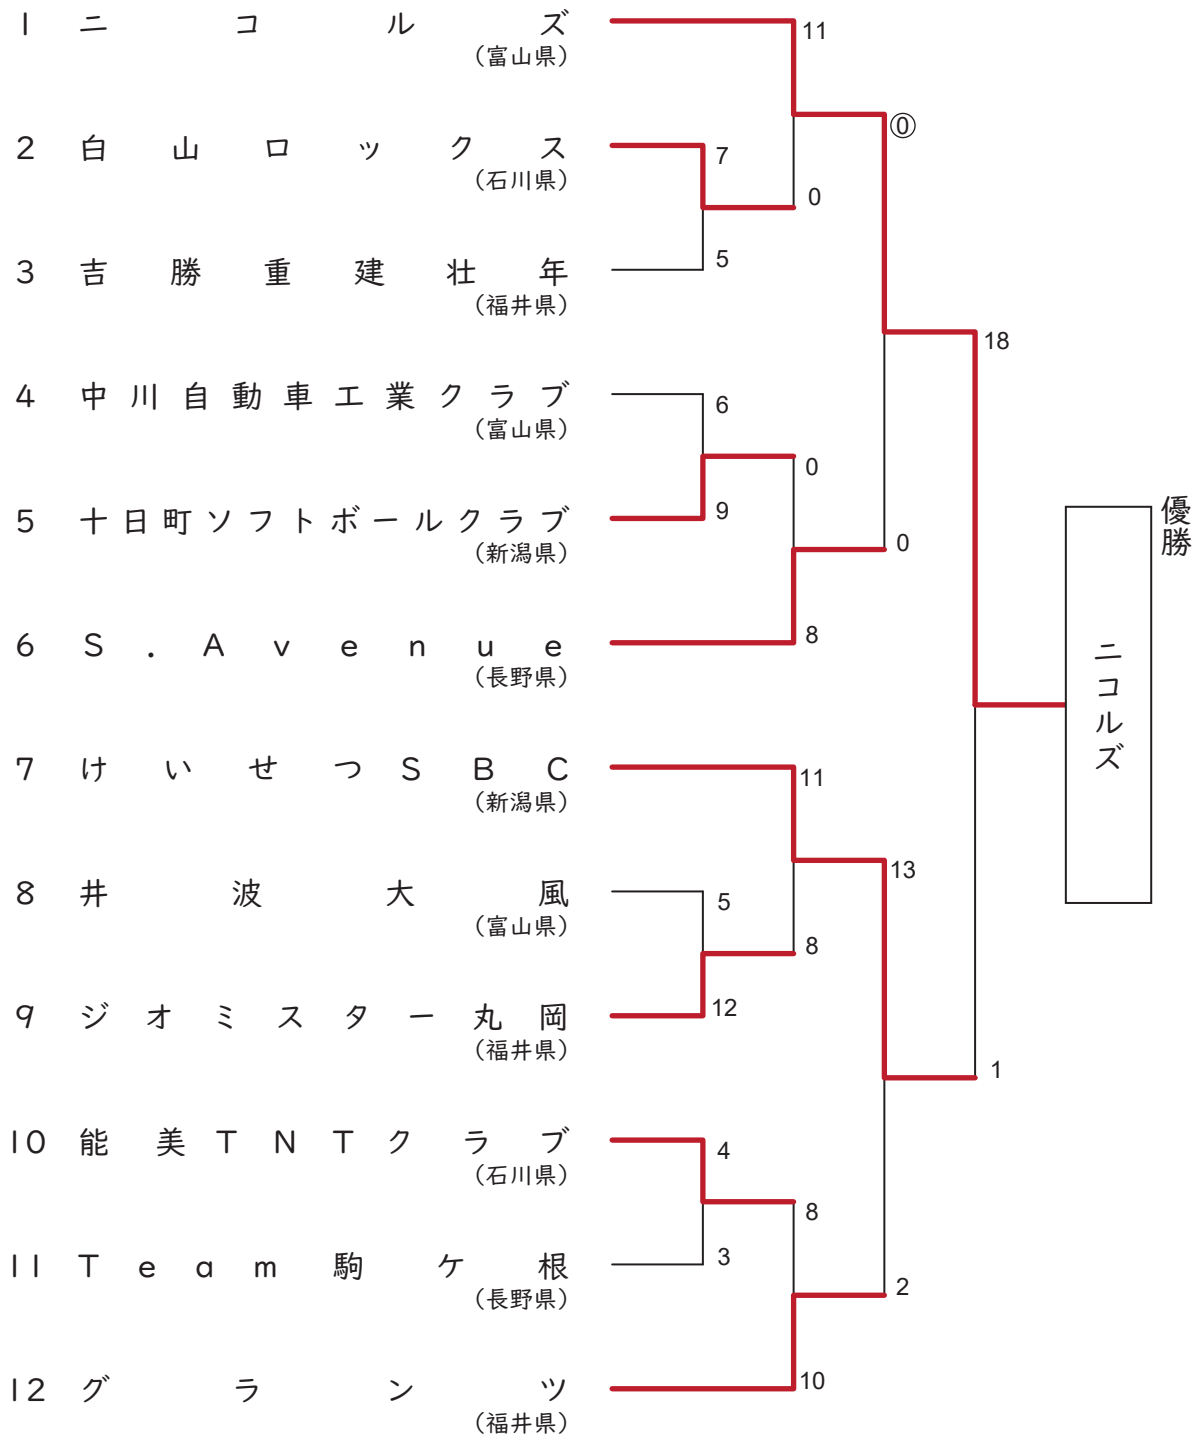 1 ニコルズ 11
(富山県)
⓪
2 白山ロックス 7
(石川県)
0
3 吉勝重建壮年 5
(福井県)
18
4 中川自動車工業クラブ 6
(富山県)
0
5 十日町ソフトボールクラブ 9
(新潟県)
0
6 S.Avenue 8
(長野県)
優勝
ニコルズ
7 けいせつSBC 11
(新潟県)
13
8 井波大風 5
(富山県)
8
9 ジオミスター丸岡 12
(福井県)
1
10 能美TNTクラブ 4
(石川県)
8
11 Team駒ケ根 3
(長野県)
2
12 グランツ 10
(福井県)